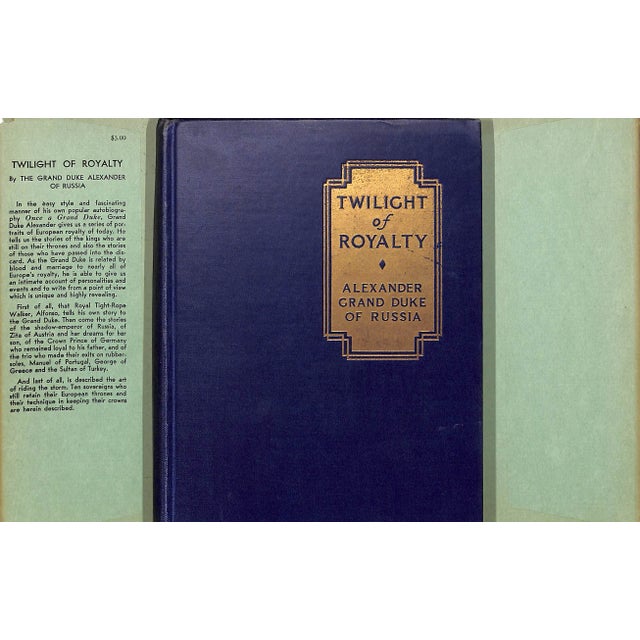 $3.00
TWILIGHT OF ROYALTY
By THE GRAND DUKE ALEXANDER
OF RUSSIA
In the easy style and fascinating
manner of his own popular autobiogra-
phy Once a Grand Duke, Grand
Duke Alexander gives us a series of por-
traits of European royalty of today. He
tells us the stories of the kings who are
still on their thrones and also the stories
of those who have passed into the dis-
card. As the Grand Duke is related by
blood and marriage to nearly all of
Europe's royalty, he is able to give us
an intimate account of personalities and
events and to write from a point of view
which is unique and highly revealing.
First of all, that Royal Tight-Rope
Walker, Alfonso, tells his own story to
the Grand Duke. Then come the stories
of the shadow-emperor of Russia, of
Zita of Austria and her dreams for her
son, of the Crown Prince of Germany
who remained loyal to his father, and of
the trio who made their exits on rubber-
soles, Manuel of Portugal, George of
Greece and the Sultan of Turkey.
And last of all, is described the art
of riding the storm. Ten sovereigns who
still retain their European thrones and
their technique in keeping their crowns
are herein described.
TWILIGHT
of
ROYALTY
ALEXANDER
GRAND DUKE
OF RUSSIA